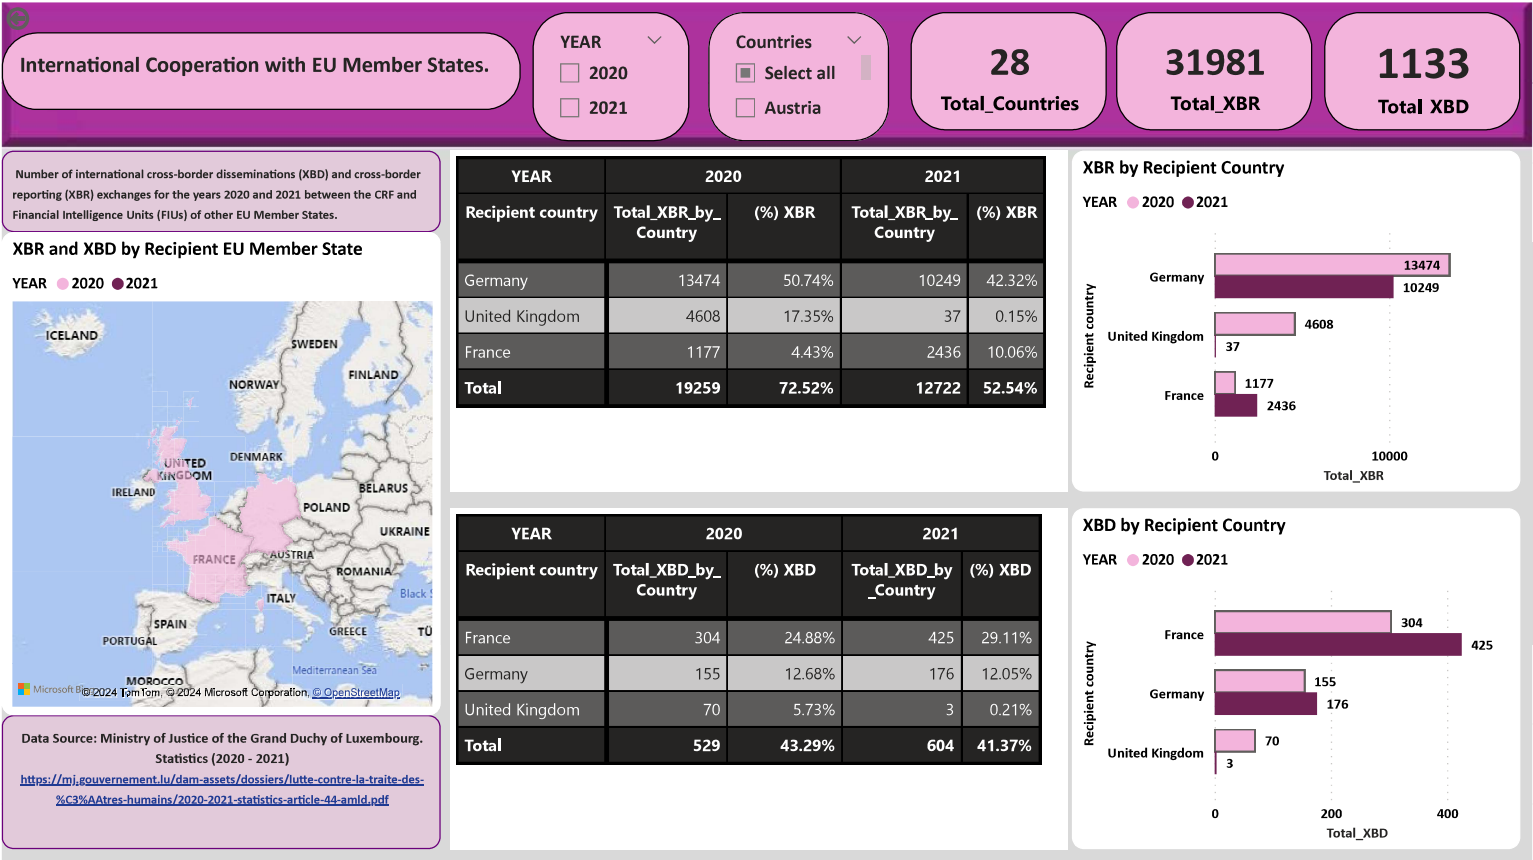 International Cooperation with EU Member States.
YEAR
2020
2021
Countries
Select all
Austria
28
Total_Countries
31981
Total_XBR
1133
Total XBD
Number of international cross-border disseminations (XBD) and cross-border
reporting (XBR) exchanges for the years 2020 and 2021 between the CRF and
Financial Intelligence Units (FIUs) of other EU Member States.
XBR and XBD by Recipient EU Member State
YEAR 2020 2021
ICELAND
SWEDEN
FINLAND
NORWAY
UNITED
KINGDOM
DENMARK
IRELAND
BELARUS
POLAND
UKRAINE
FRANCE
AUSTRIA
ROMANIA
ITALY
Black S
SPAIN
PORTUGAL
GREECE
TÜ
Mediterranean Sea
MOROCCO
© 2024 TomTom, © 2024 Microsoft Corporation, © OpenStreetMap
Data Source: Ministry of Justice of the Grand Duchy of Luxembourg.
Statistics (2020 - 2021)
https://mj.gouvernement.lu/dam-assets/dossiers/lutte-contre-la-traite-des-
%C3%AAtres-humains/2020-2021-statistics-article-44-amld.pdf
YEAR 2020 2021
Recipient country Total_XBR_by_ (%) XBR Total_XBR_by_ (%) XBR
Country Country
Germany 13474 50.74% 10249 42.32%
United Kingdom 4608 17.35% 37 0.15%
France 1177 4.43% 2436 10.06%
Total 19259 72.52% 12722 52.54%
YEAR 2020 2021
Recipient country Total_XBD_by_ (%) XBD Total_XBD_by (%) XBD
Country _Country
France 304 24.88% 425 29.11%
Germany 155 12.68% 176 12.05%
United Kingdom 70 5.73% 3 0.21%
Total 529 43.29% 604 41.37%
XBR by Recipient Country
YEAR 2020 2021
Recipient country
Germany
13474
10249
United Kingdom
4608
37
France
1177
2436
0 10000
Total_XBR
XBD by Recipient Country
YEAR 2020 2021
Recipient country
France
304
425
Germany
155
176
United Kingdom
70
3
0 200 400
Total_XBD